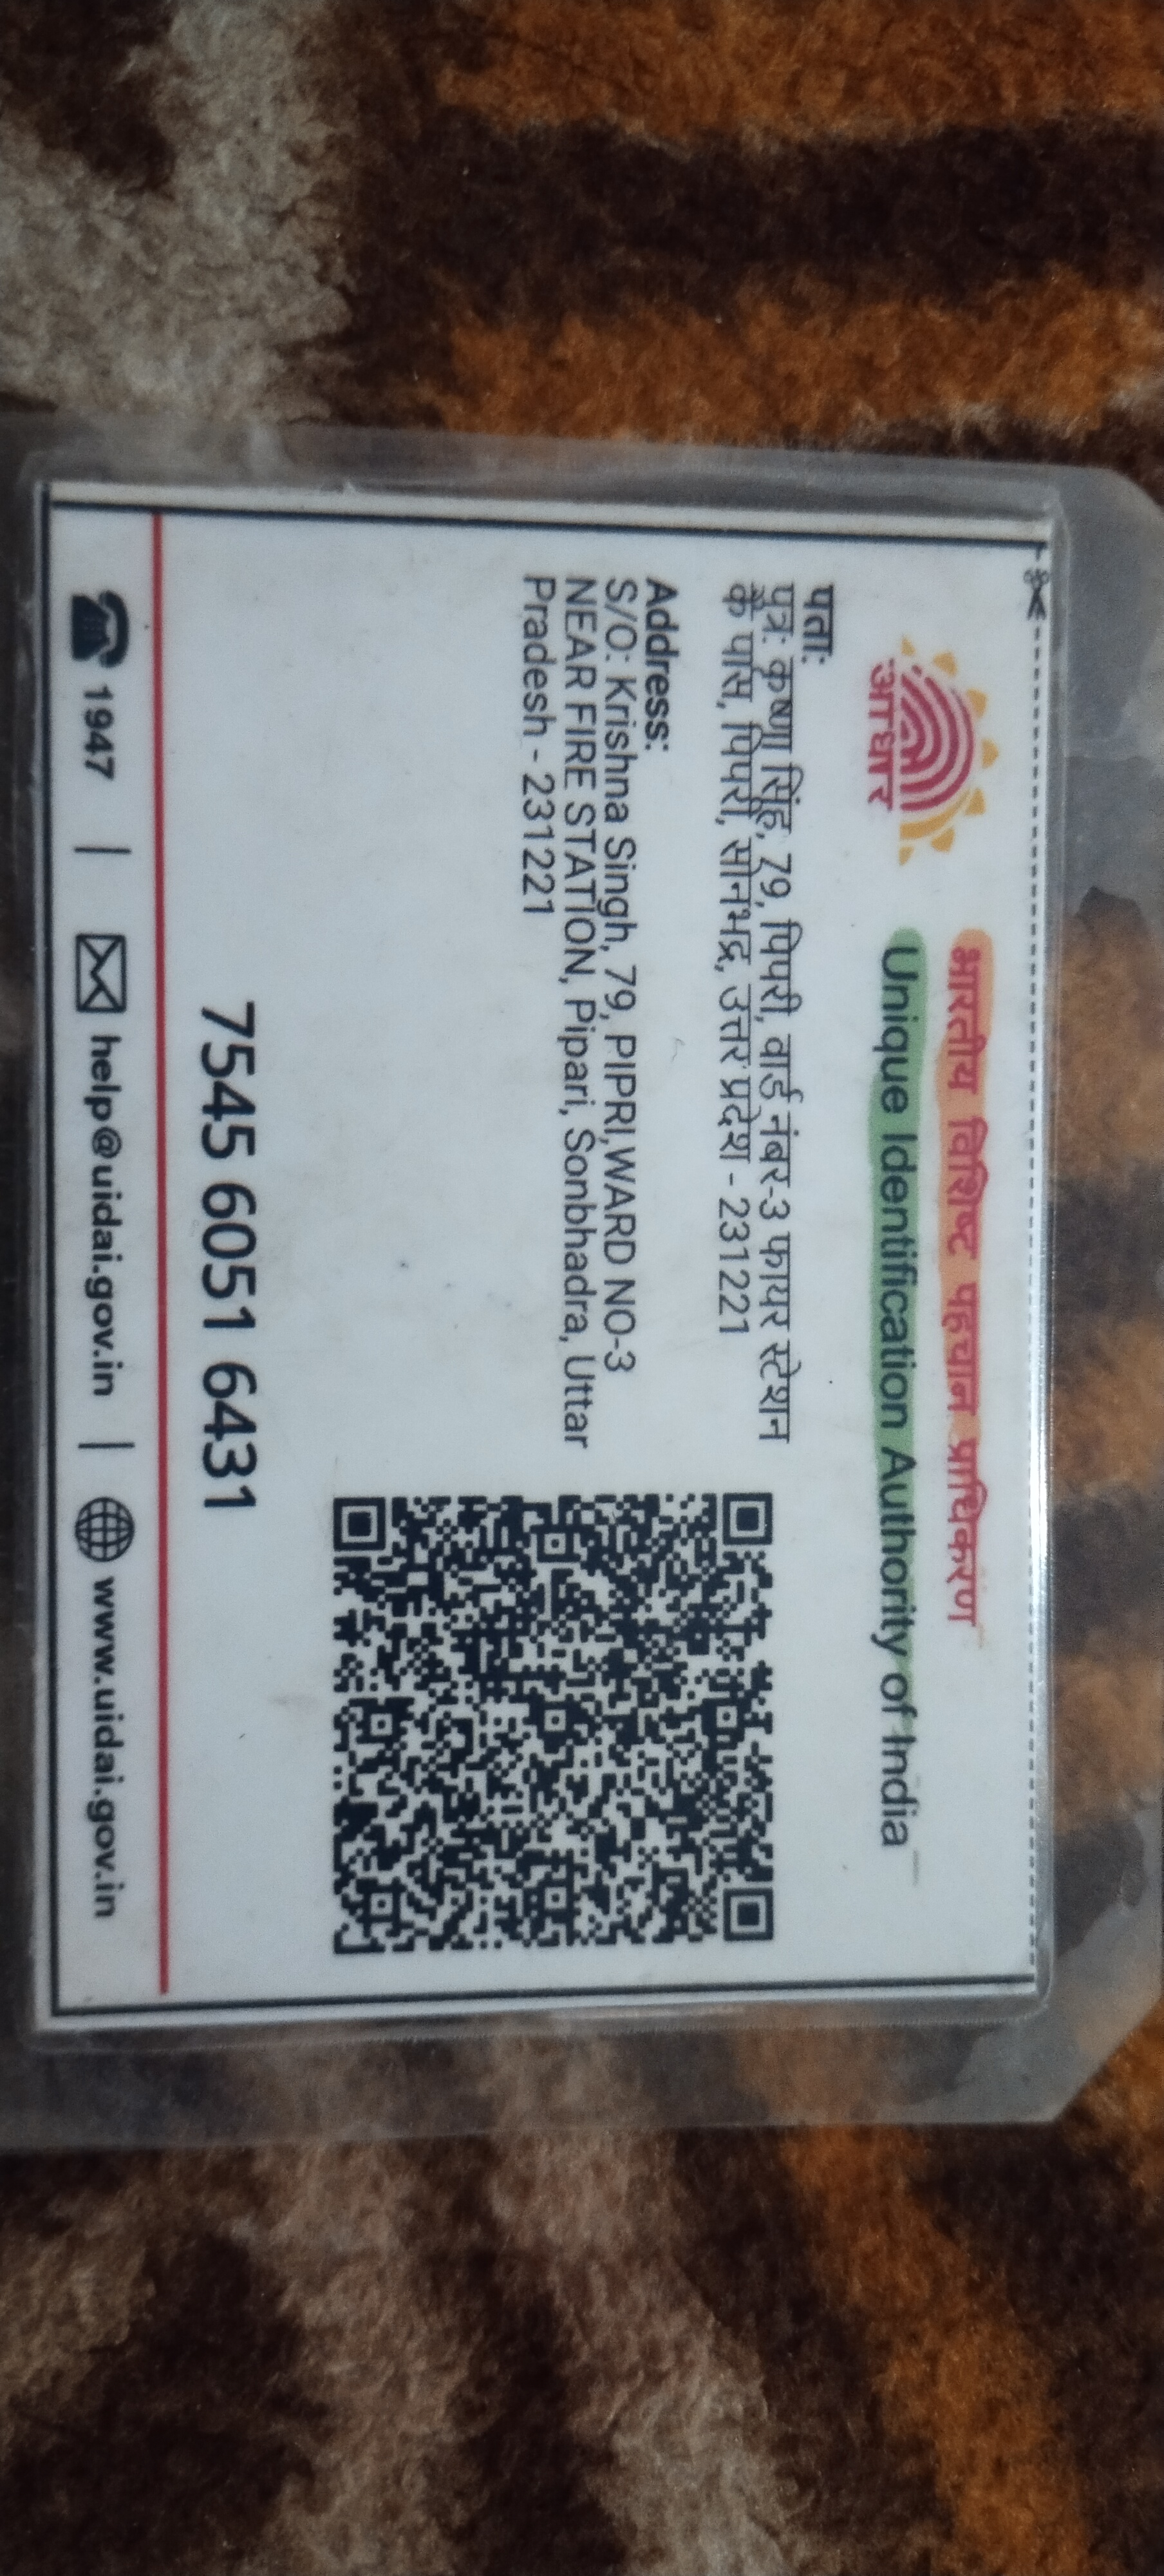 भारतीय विशिष्ट पहचान प्राधिकरण
Unique Identification Authority of India
आधार
पता:
पुत्र: कृष्णा सिंह, 79, पिपरी, वार्ड नंबर-3 फायर स्टेशन
के पास, पिपरी, सोनभद्र, उत्तर प्रदेश - 231221
Address:
S/O: Krishna Singh, 79, PIPRI,WARD NO-3
NEAR FIRE STATION, Pipari, Sonbhadra, Uttar
Pradesh - 231221
7545 6051 6431
1947 | help@uidai.gov.in | www.uidai.gov.in